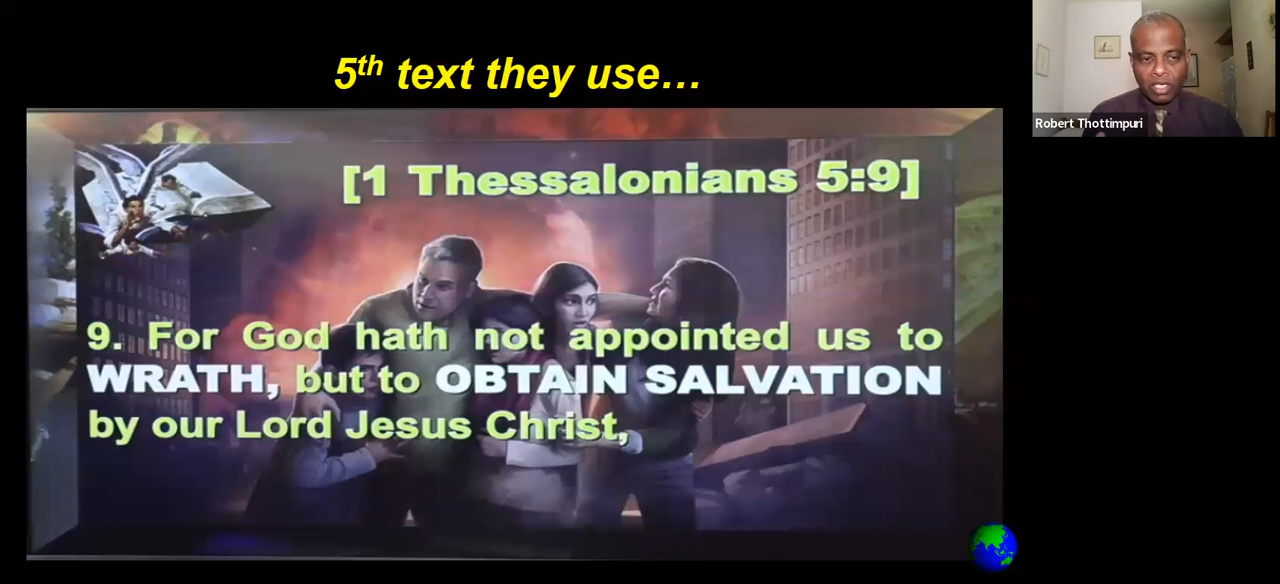 5th text they use...
Robert Thottimpuri
[1 Thessalonians 5:9]
9. For God hath not appointed us to
WRATH, but to OBTAIN SALVATION
by our Lord Jesus Christ,